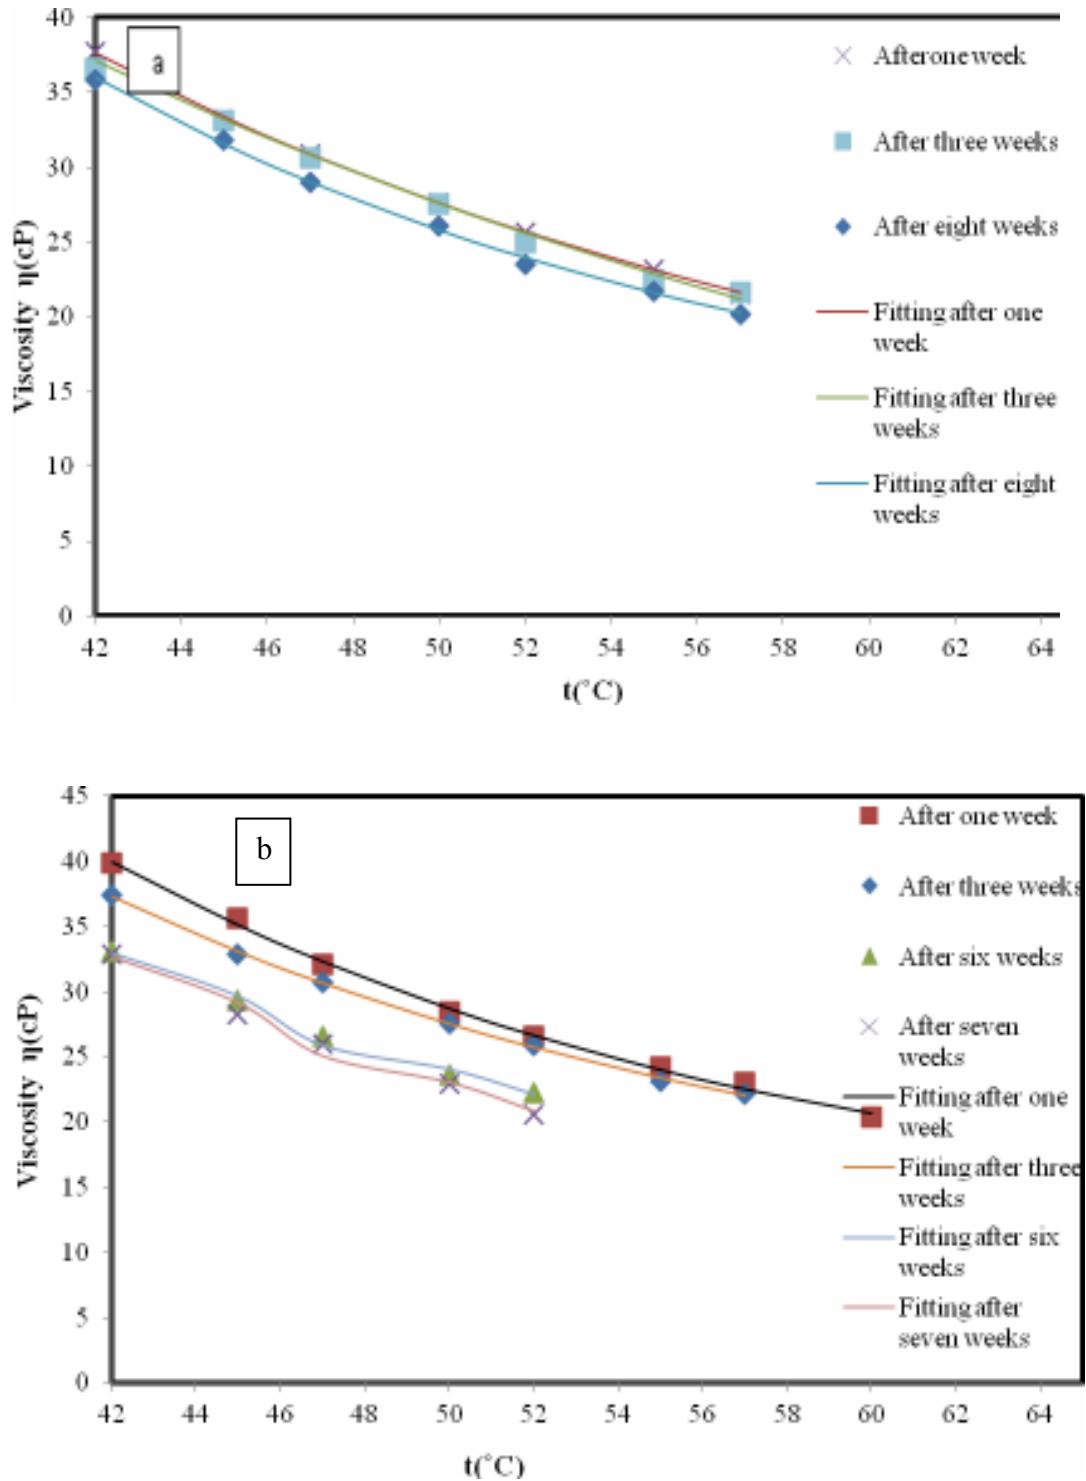 40
35
30
25
20
15
10
5
0
Viscosity η(cP)
a
Afterone week
After three weeks
After eight weeks
Fitting after one
week
Fitting after three
weeks
Fitting after eight
weeks
42 44 46 48 50 52 54 56 58 60 62 64
t(°C)
45
40
35
30
25
20
15
10
5
0
Viscosity η(cP)
b
After one week
After three weeks
After six weeks
After seven
weeks
Fitting after one
week
Fitting after three
weeks
Fitting after six
weeks
Fitting after
seven weeks
42 44 46 48 50 52 54 56 58 60 62 64
t(°C)